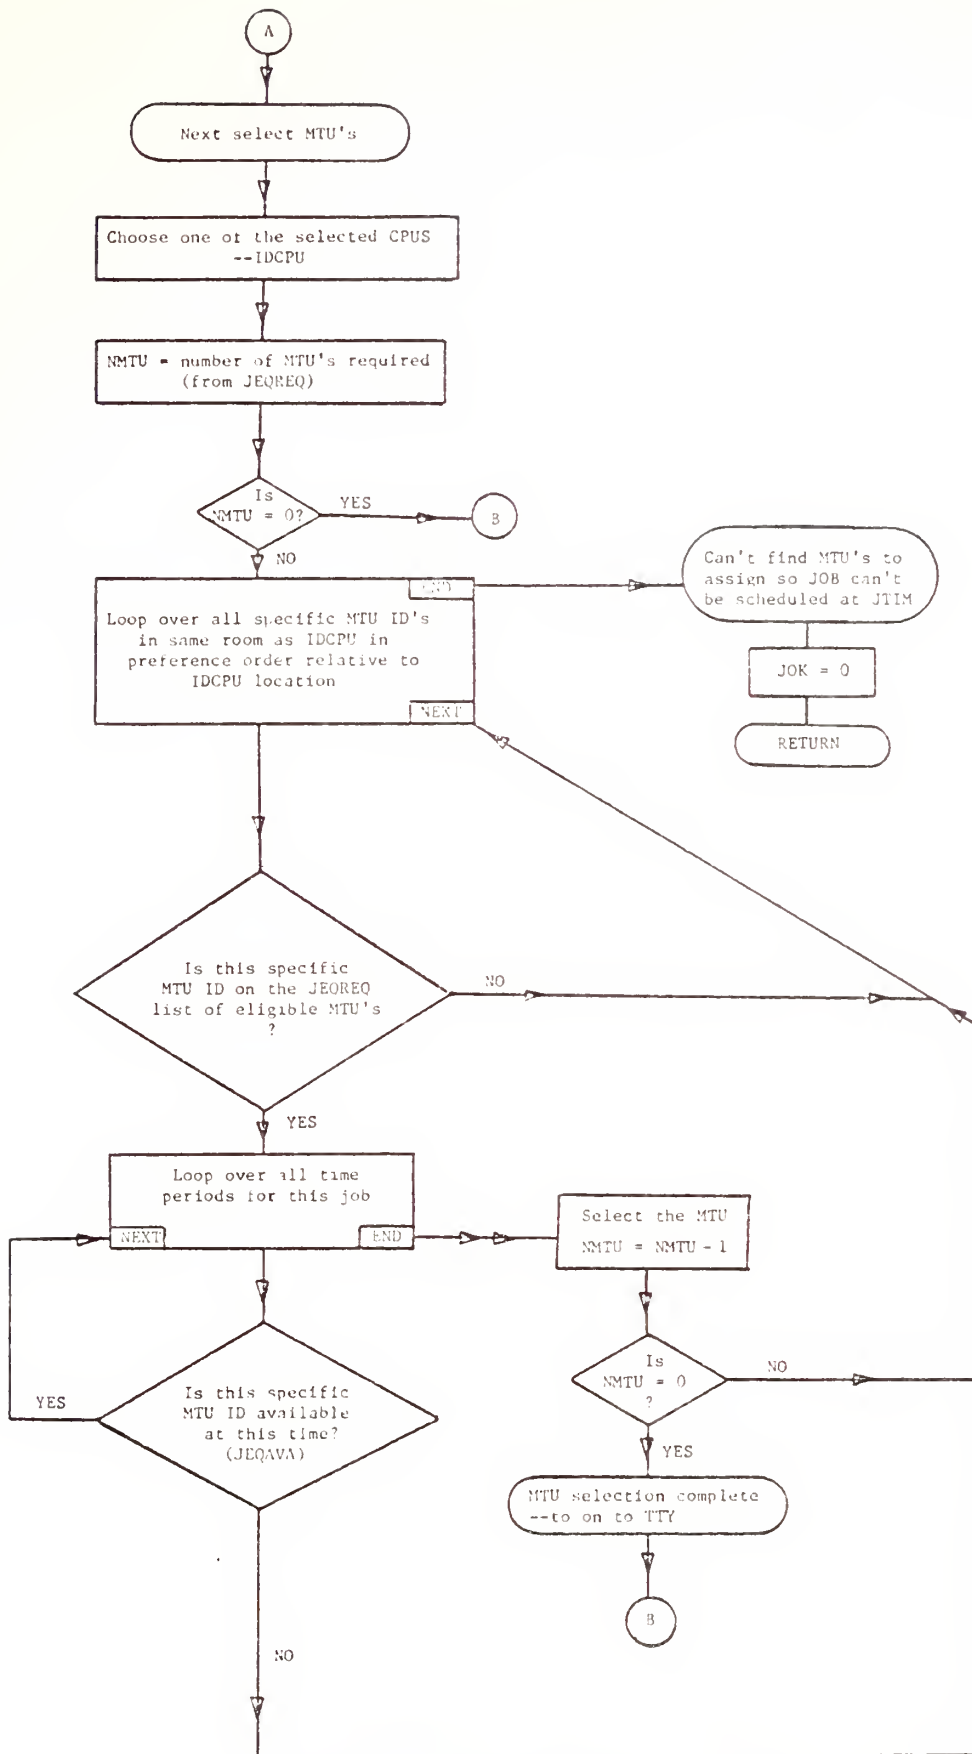 A
Next select MTU's
Choose one of the selected CPUS
--IDCPU
NMTU = number of MTU's required
(from JEQREQ)
Is
NMTU = 0?
YES
B
NO
END
Loop over all specific MTU ID's
in same room as IDCPU in
preference order relative to
IDCPU location
NEXT
Can't find MTU's to
assign so JOB can't
be scheduled at JTIM
JOK = 0
RETURN
Is this specific
MTU ID on the JEOREQ
list of eligible MTU's
?
NO
YES
Loop over all time
periods for this job
NEXT
END
Select the MTU
NMTU = NMTU - 1
Is
NMTU = 0
?
NO
YES
MTU selection complete
--to on to TTY
B
Is this specific
MTU ID available
at this time?
(JEQAVA)
YES
NO